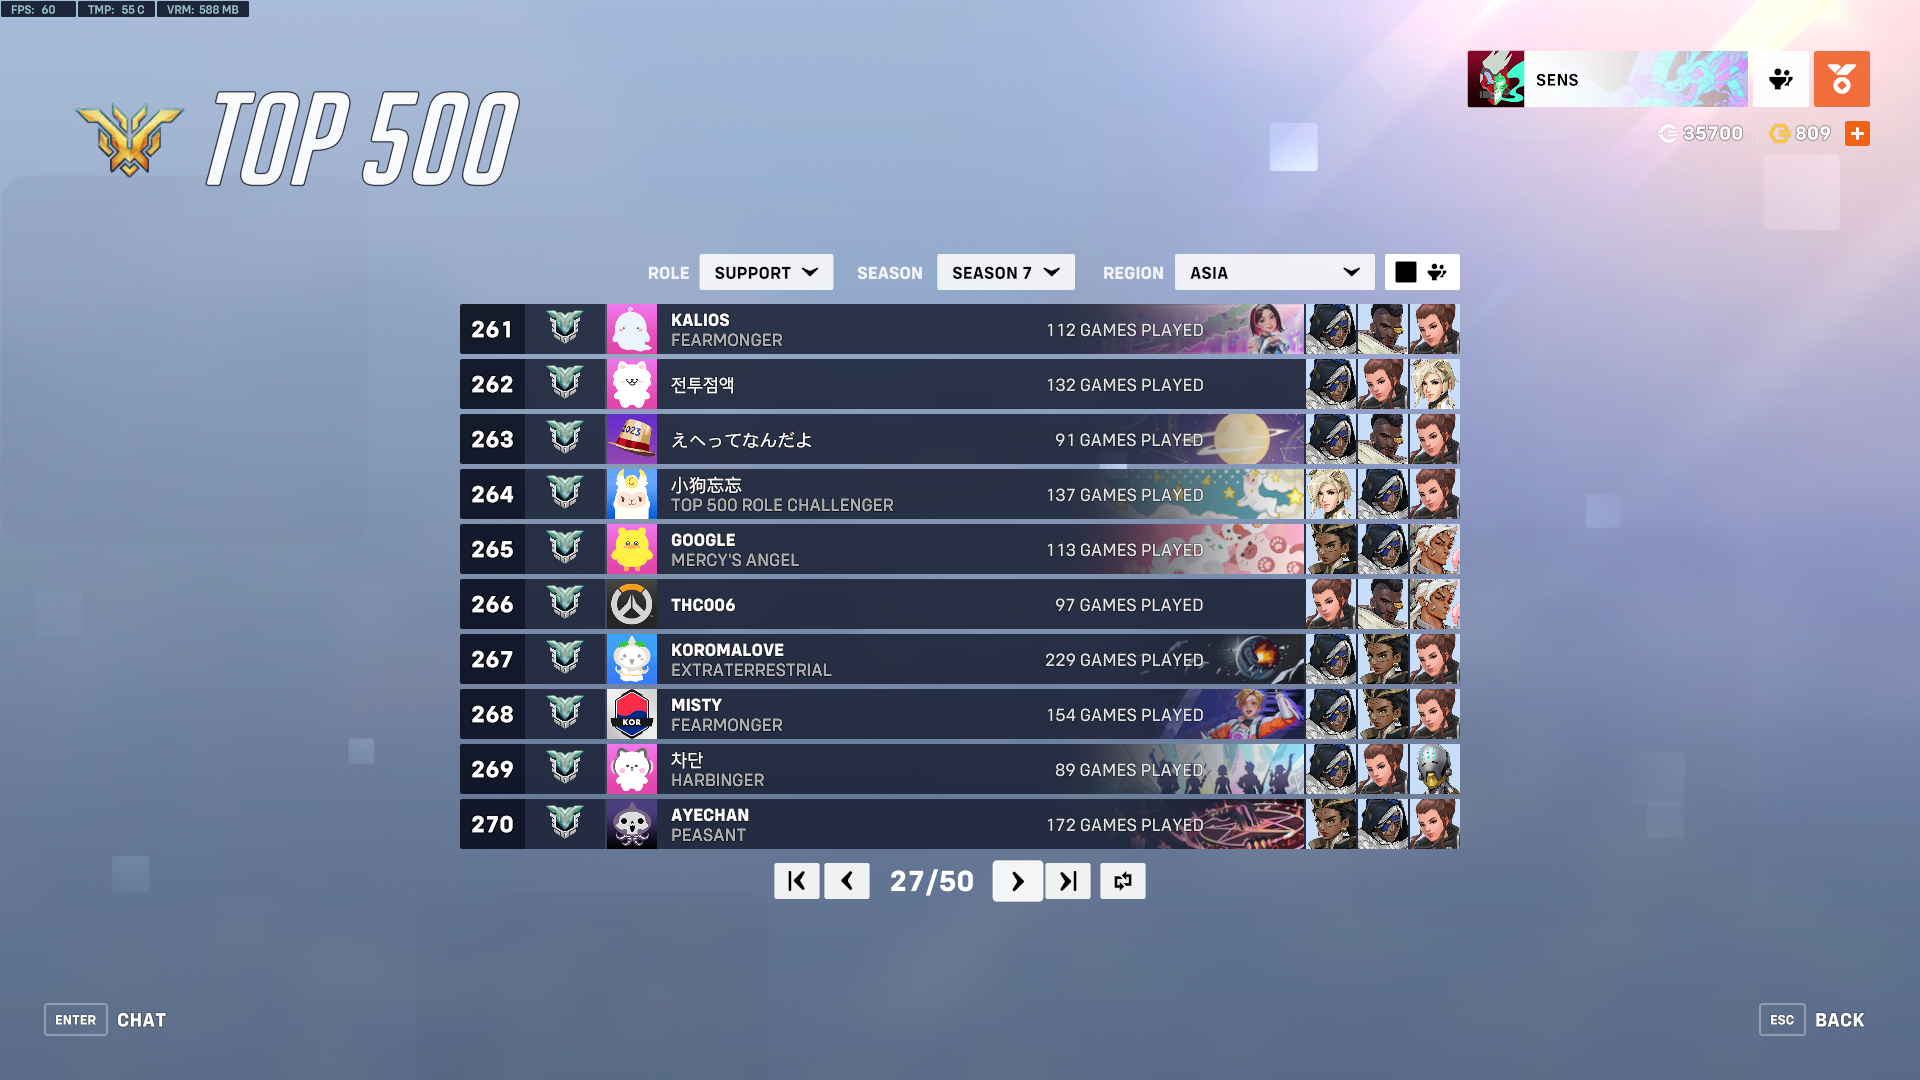 FPS: 60 TMP: 55 C VRM: 588 MB
SENS
TOP 500
35700 809
ROLE SUPPORT SEASON SEASON 7 REGION ASIA
261 KALIOS 112 GAMES PLAYED
FEARMONGER
262 전투점액 132 GAMES PLAYED
263 2023 えへってなんだよ 91 GAMES PLAYED
264 小狗忘忘 137 GAMES PLAYED
TOP 500 ROLE CHALLENGER
265 GOOGLE 113 GAMES PLAYED
MERCY'S ANGEL
266 THC006 97 GAMES PLAYED
267 KOROMALOVE 229 GAMES PLAYED
EXTRATERRESTRIAL
268 KOR MISTY 154 GAMES PLAYED
FEARMONGER
269 차단 89 GAMES PLAYED
HARBINGER
270 AYECHAN 172 GAMES PLAYED
PEASANT
27/50
ENTER CHAT
ESC BACK